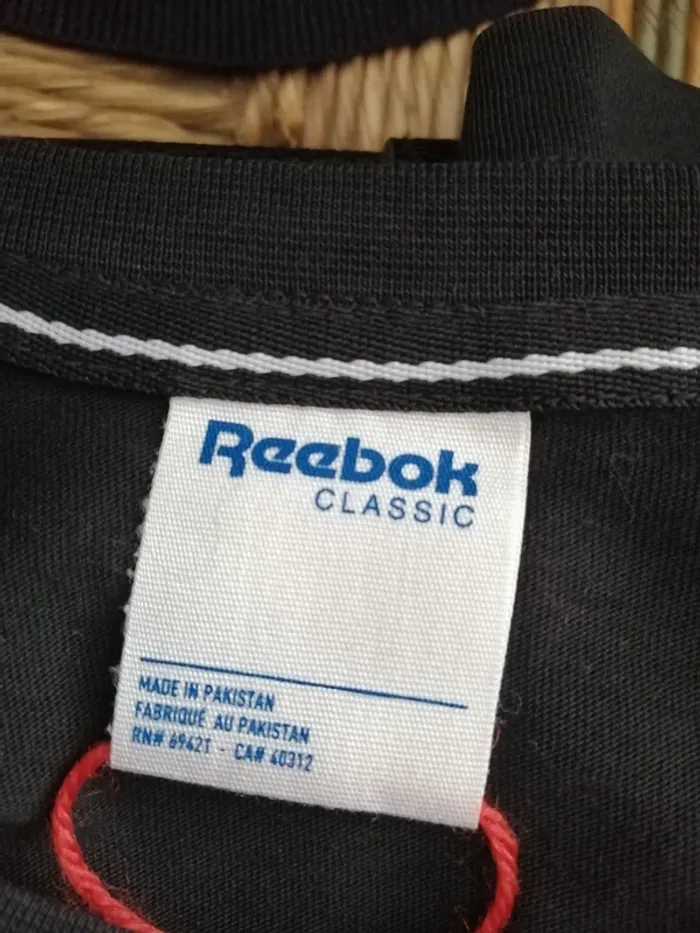 Reebok
CLASSIC
MADE IN PAKISTAN
FABRIQUÉ AU PAKISTAN
RN# 69421 - CA# 40312